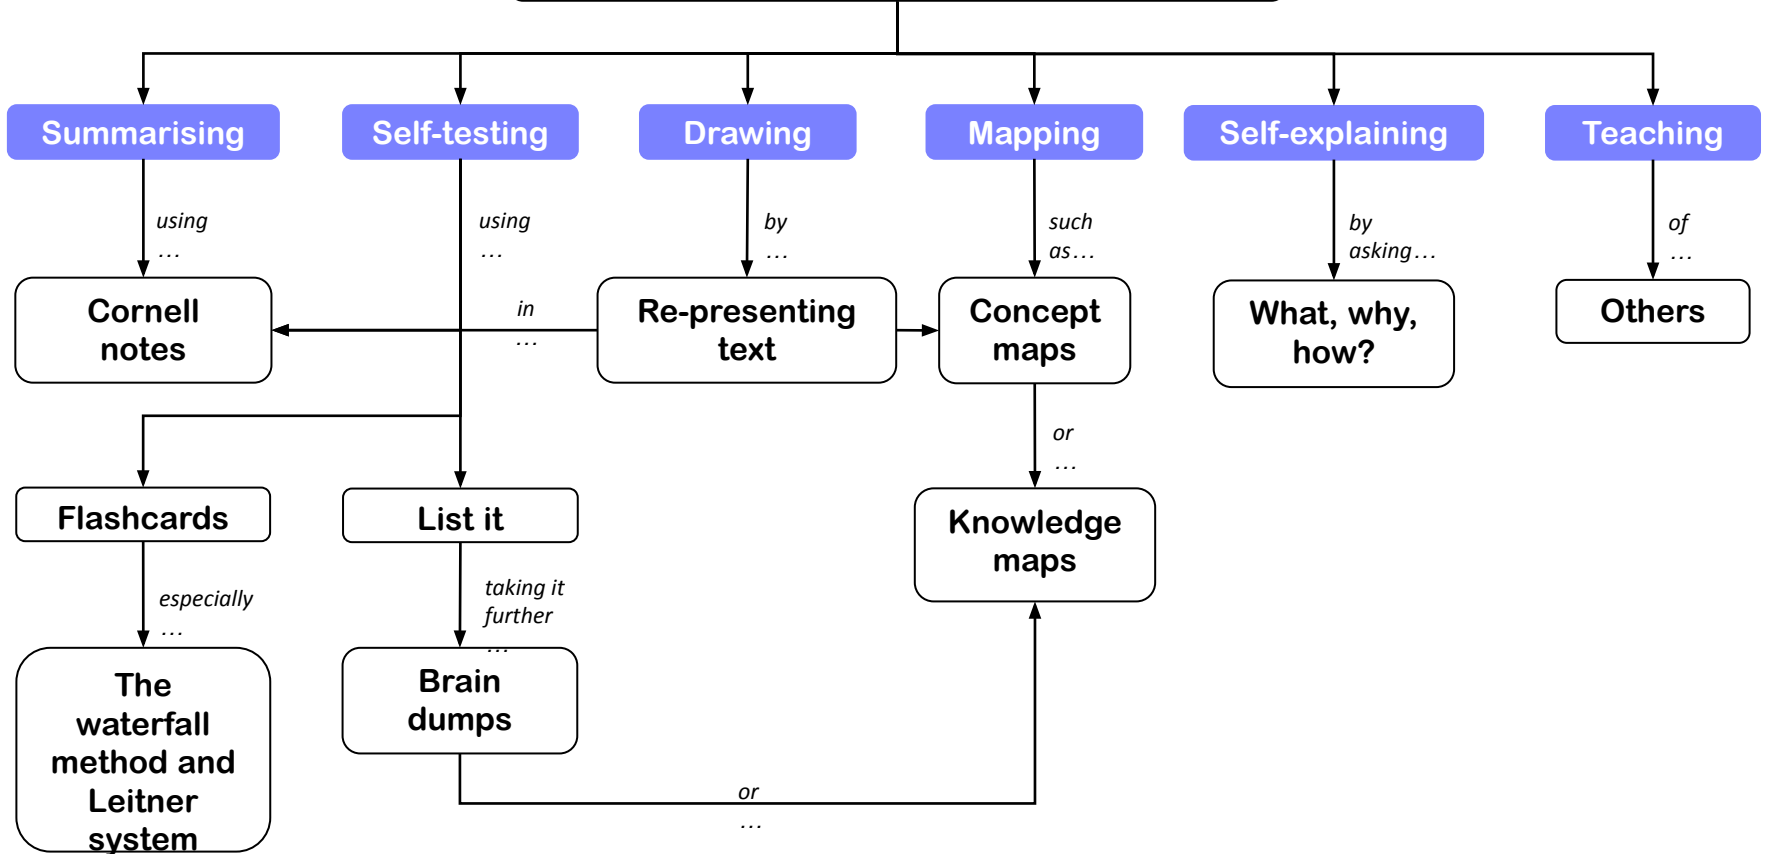 Summarising
Self-testing
Drawing
Mapping
Self-explaining
Teaching
using
…
using
…
by
…
such
as…
by
asking…
of
…
Cornell
notes
in
…
Re-presenting
text
Concept
maps
What, why,
how?
Others
or
…
Flashcards
List it
Knowledge
maps
especially
…
taking it
further
…
The
waterfall
method and
Leitner
system
Brain
dumps
or
…